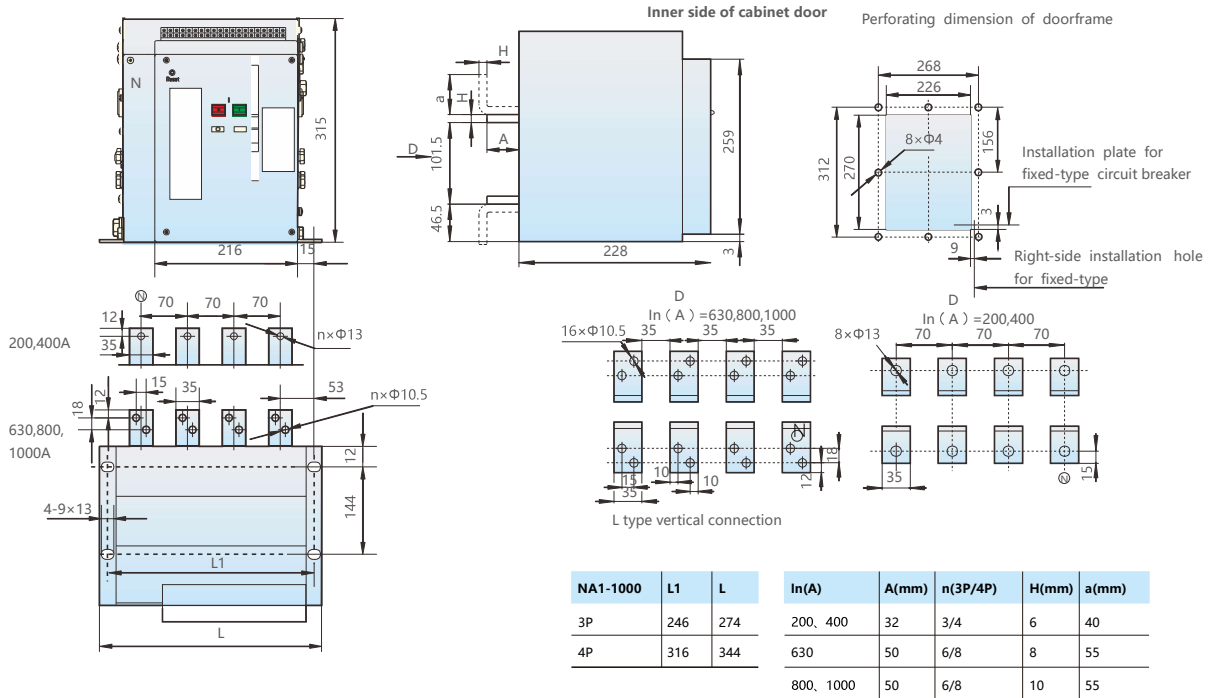 Inner side of cabinet door
Perforating dimension of doorframe
N
Reset
I
315
216
15
H
a
H
A
D
101.5
46.5
259
228
3
268
226
312
270
8×Φ4
156
3
9
Installation plate for
fixed-type circuit breaker
Right-side installation hole
for fixed-type
N
70
70
70
12
35
200,400A
n×Φ13
15
35
53
12
18
n×Φ10.5
630,800,
1000A
12
144
4-9×13
L1
L
D
In（A）=630,800,1000
16×Φ10.5
35
35
35
N
10
15
35
10
18
12
L type vertical connection
D
In（A）=200,400
8×Φ13
70
70
70
35
15
N
NA1-1000 L1 L
3P 246 274
4P 316 344
In(A) A(mm) n(3P/4P) H(mm) a(mm)
200、400 32 3/4 6 40
630 50 6/8 8 55
800、1000 50 6/8 10 55